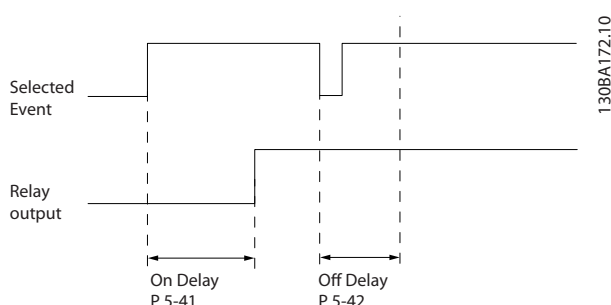 130BA172.10
Selected
Event
Relay
output
On Delay
P 5-41
Off Delay
P 5-42